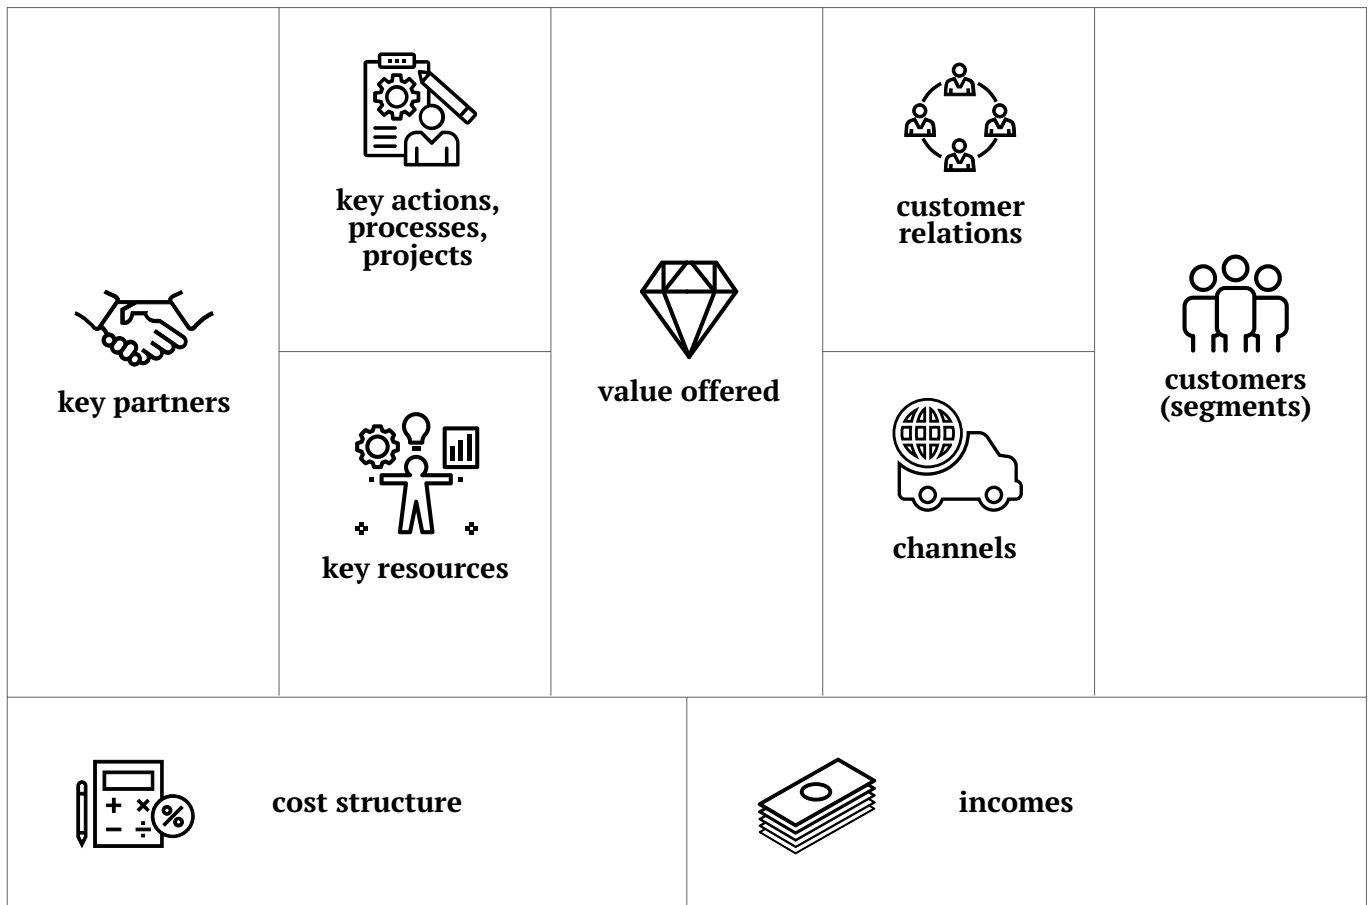 key partners
key actions,
processes,
projects
key resources
value offered
customer
relations
channels
customers
(segments)
cost structure
incomes